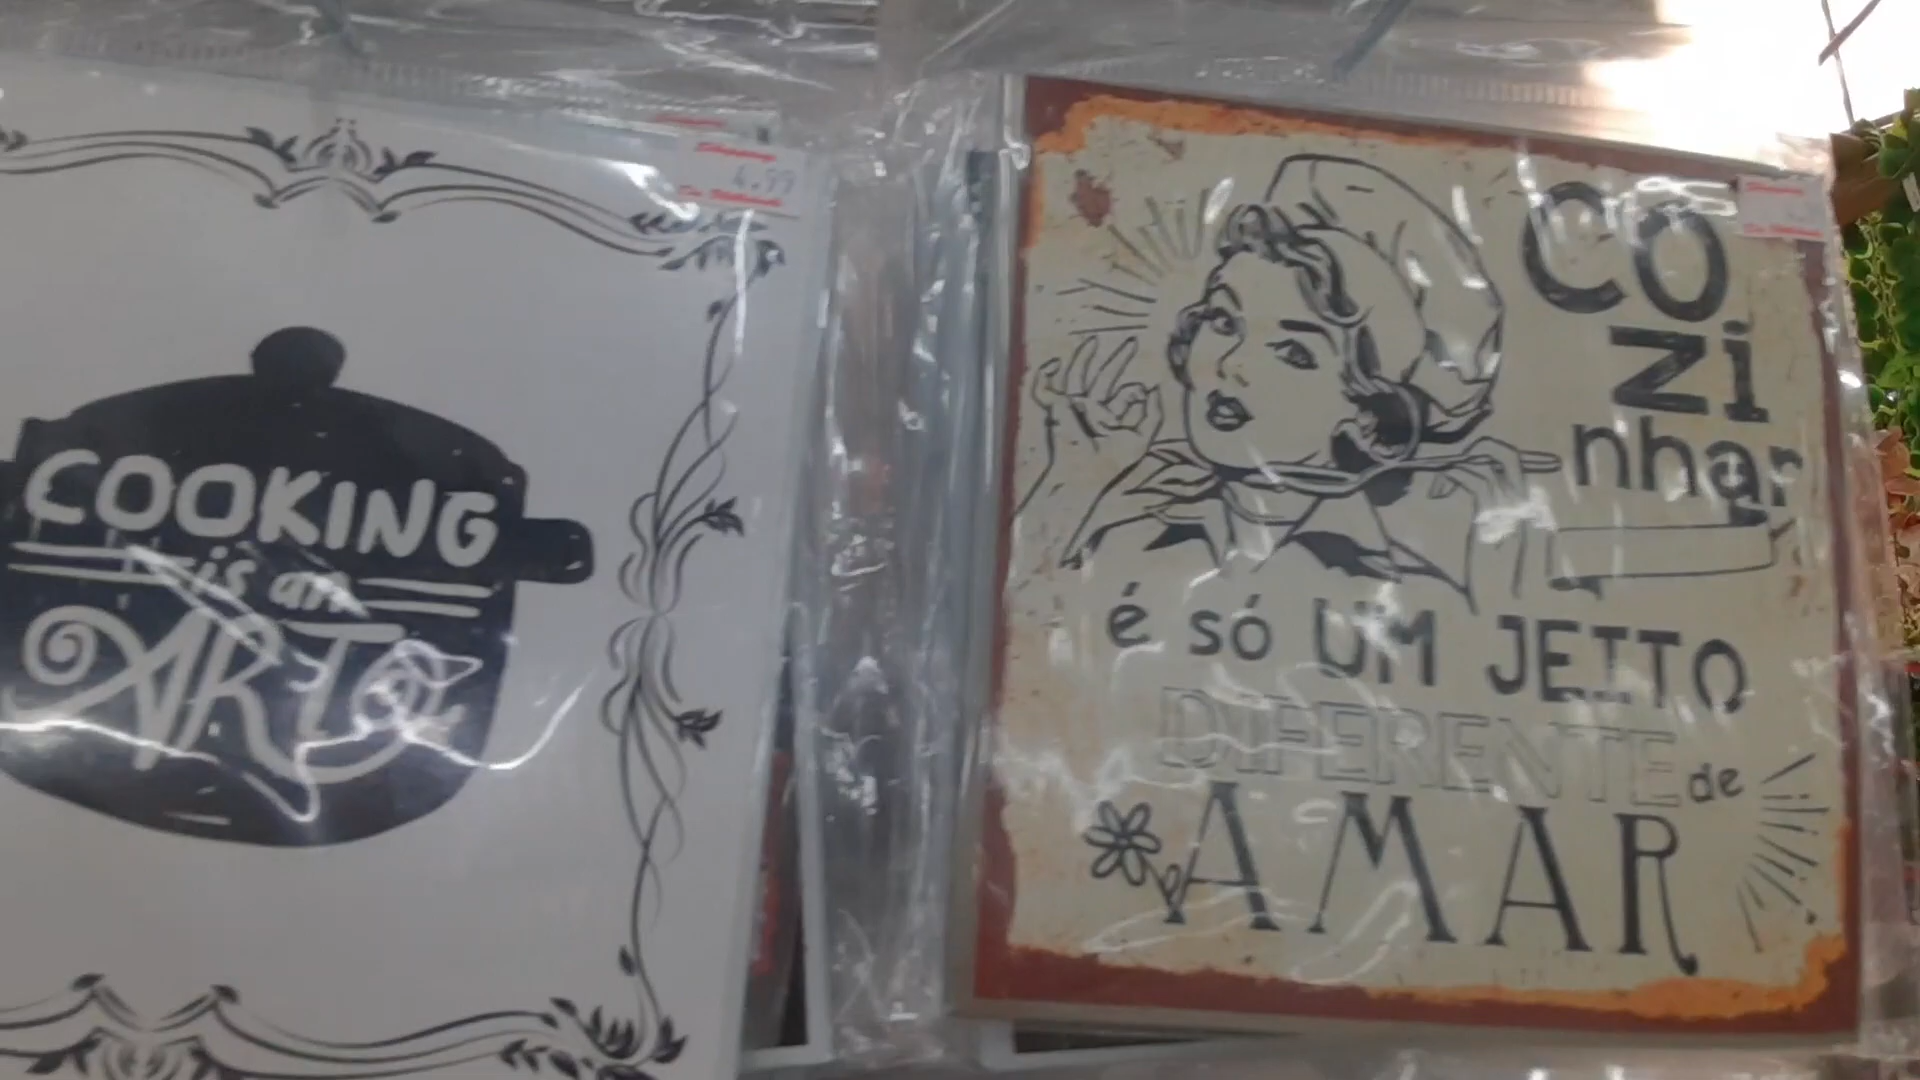 4.99
COOKING
is an
ART
CO
zi
nhar
é só UM JEITO
DIFERENTE de
AMAR